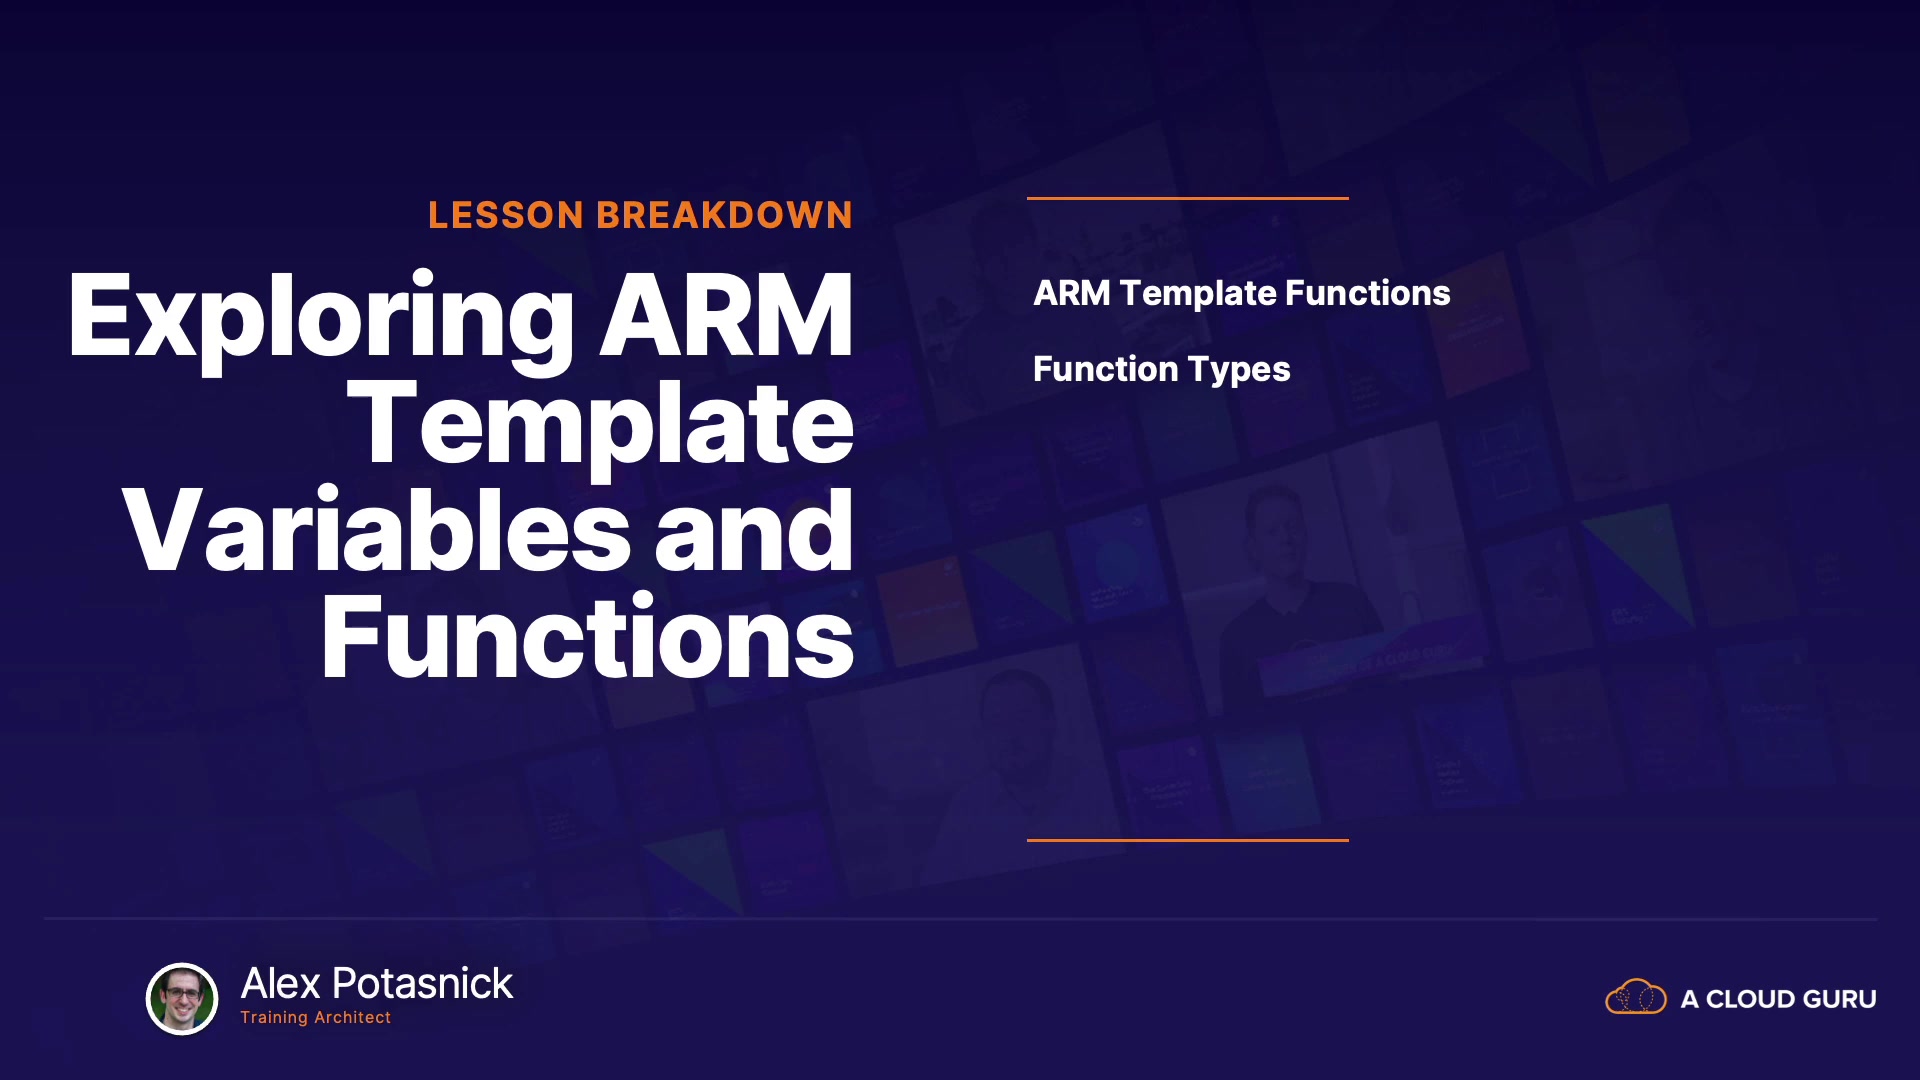 LESSON BREAKDOWN
Exploring ARM
Template
Variables and
Functions
ARM Template Functions
Function Types
Alex Potasnick
Training Architect
A CLOUD GURU